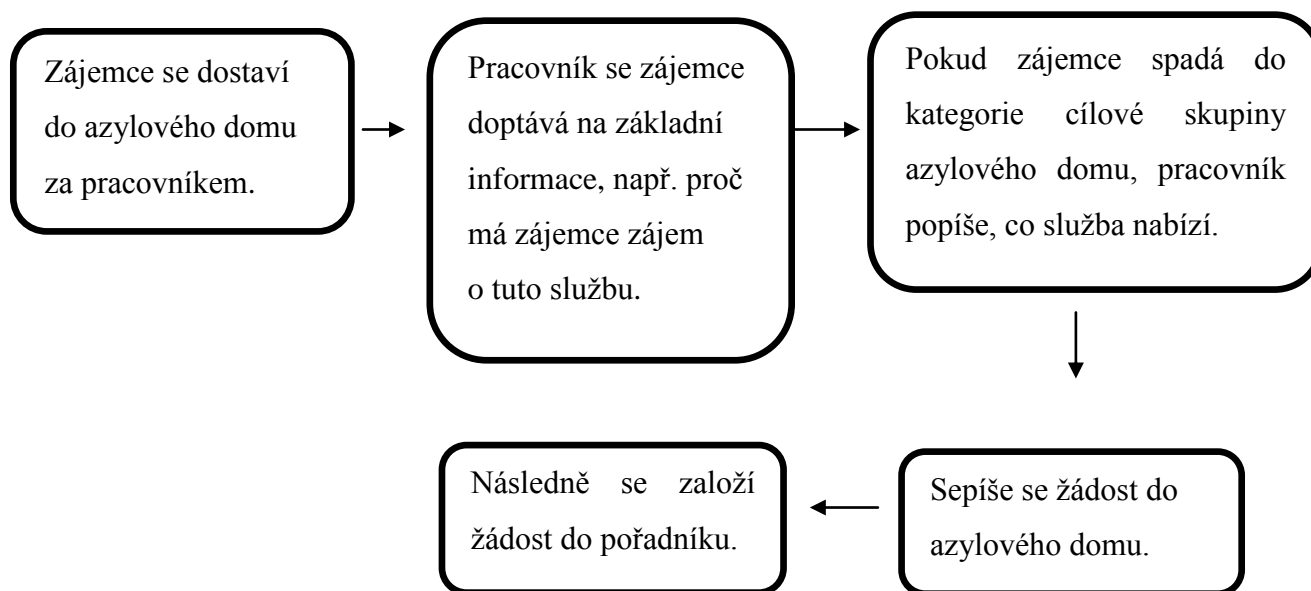 Zájemce se dostaví
do azylového domu
za pracovníkem.
Pracovník se zájemce
doptává na základní
informace, např. proč
má zájemce zájem
o tuto službu.
Pokud zájemce spadá do
kategorie cílové skupiny
azylového domu, pracovník
popíše, co služba nabízí.
Sepíše se žádost do
azylového domu.
Následně se založí
žádost do pořadníku.